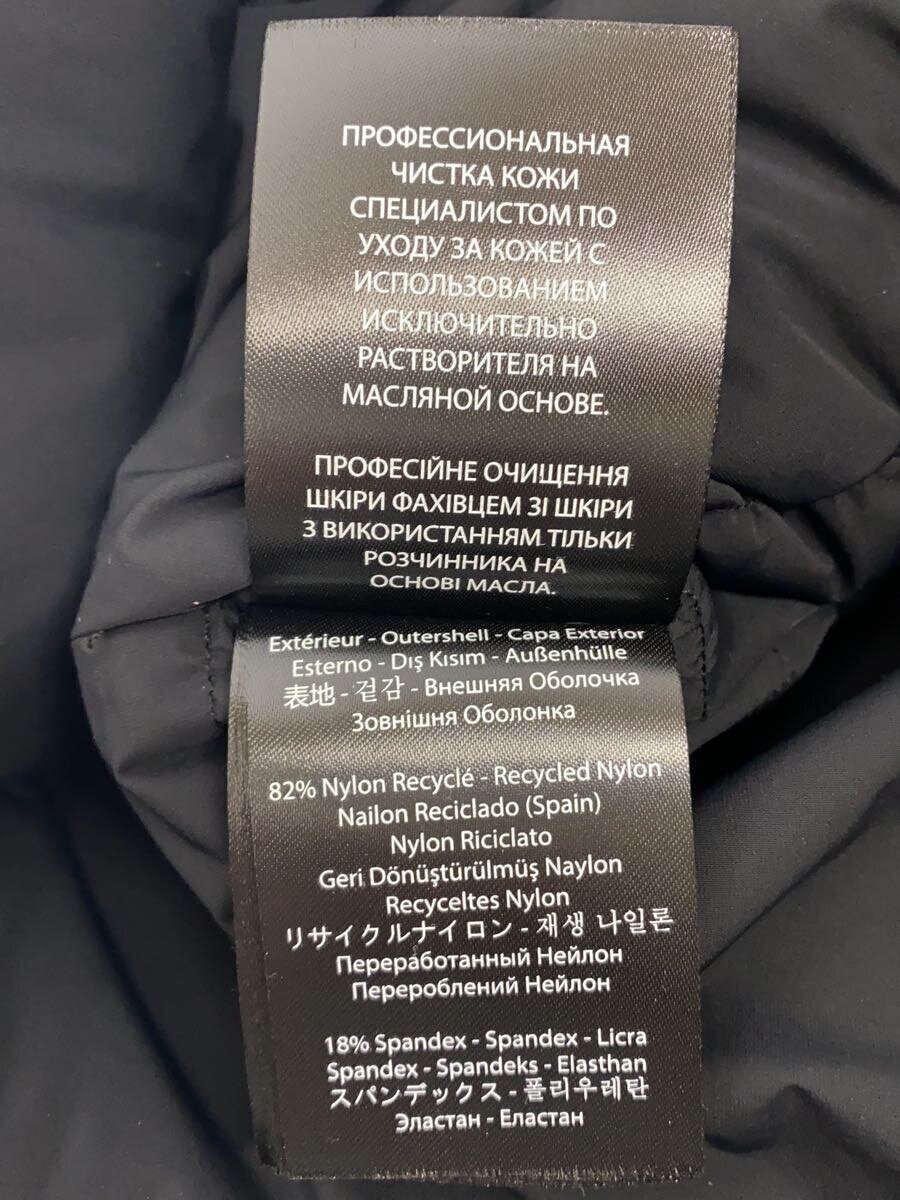 ПРОФЕССИОНАЛЬНАЯ
ЧИСТКА КОЖИ
СПЕЦИАЛИСТОМ ПО
УХОДУ ЗА КОЖЕЙ С
ИСПОЛЬЗОВАНИЕМ
ИСКЛЮЧИТЕЛЬНО
РАСТВОРИТЕЛЯ НА
МАСЛЯНОЙ ОСНОВЕ.
ПРОФЕСІЙНЕ ОЧИЩЕННЯ
ШКІРИ ФАХІВЦЕМ ЗІ ШКІРИ
З ВИКОРИСТАННЯМ ТІЛЬКИ
РОЗЧИННИКА НА
ОСНОВІ МАСЛА.
Extérieur - Outershell - Capa Exterior
Esterno - Dış Kısım - Außenhülle
表地 - 겉감 - Внешняя Оболочка
Зовнішня Оболонка
82% Nylon Recyclé - Recycled Nylon
Nailon Reciclado (Spain)
Nylon Riciclato
Geri Dönüştürülmüş Naylon
Recyceltes Nylon
リサイクルナイロン - 재생 나일론
Переработанный Нейлон
Перероблений Нейлон
18% Spandex - Spandex - Licra
Spandex - Spandeks - Elasthan
スパンデックス - 폴리우레탄
Эластан - Еластан